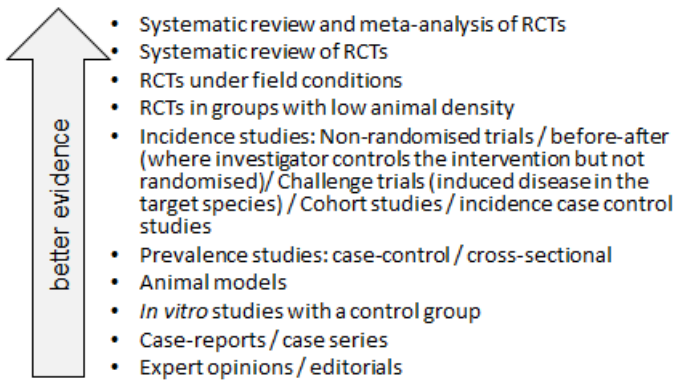 better evidence
• Systematic review and meta-analysis of RCTs
• Systematic review of RCTs
• RCTs under field conditions
• RCTs in groups with low animal density
• Incidence studies: Non-randomised trials / before-after
(where investigator controls the intervention but not
randomised)/ Challenge trials (induced disease in the
target species) / Cohort studies / incidence case control
studies
• Prevalence studies: case-control / cross-sectional
• Animal models
• In vitro studies with a control group
• Case-reports / case series
• Expert opinions / editorials